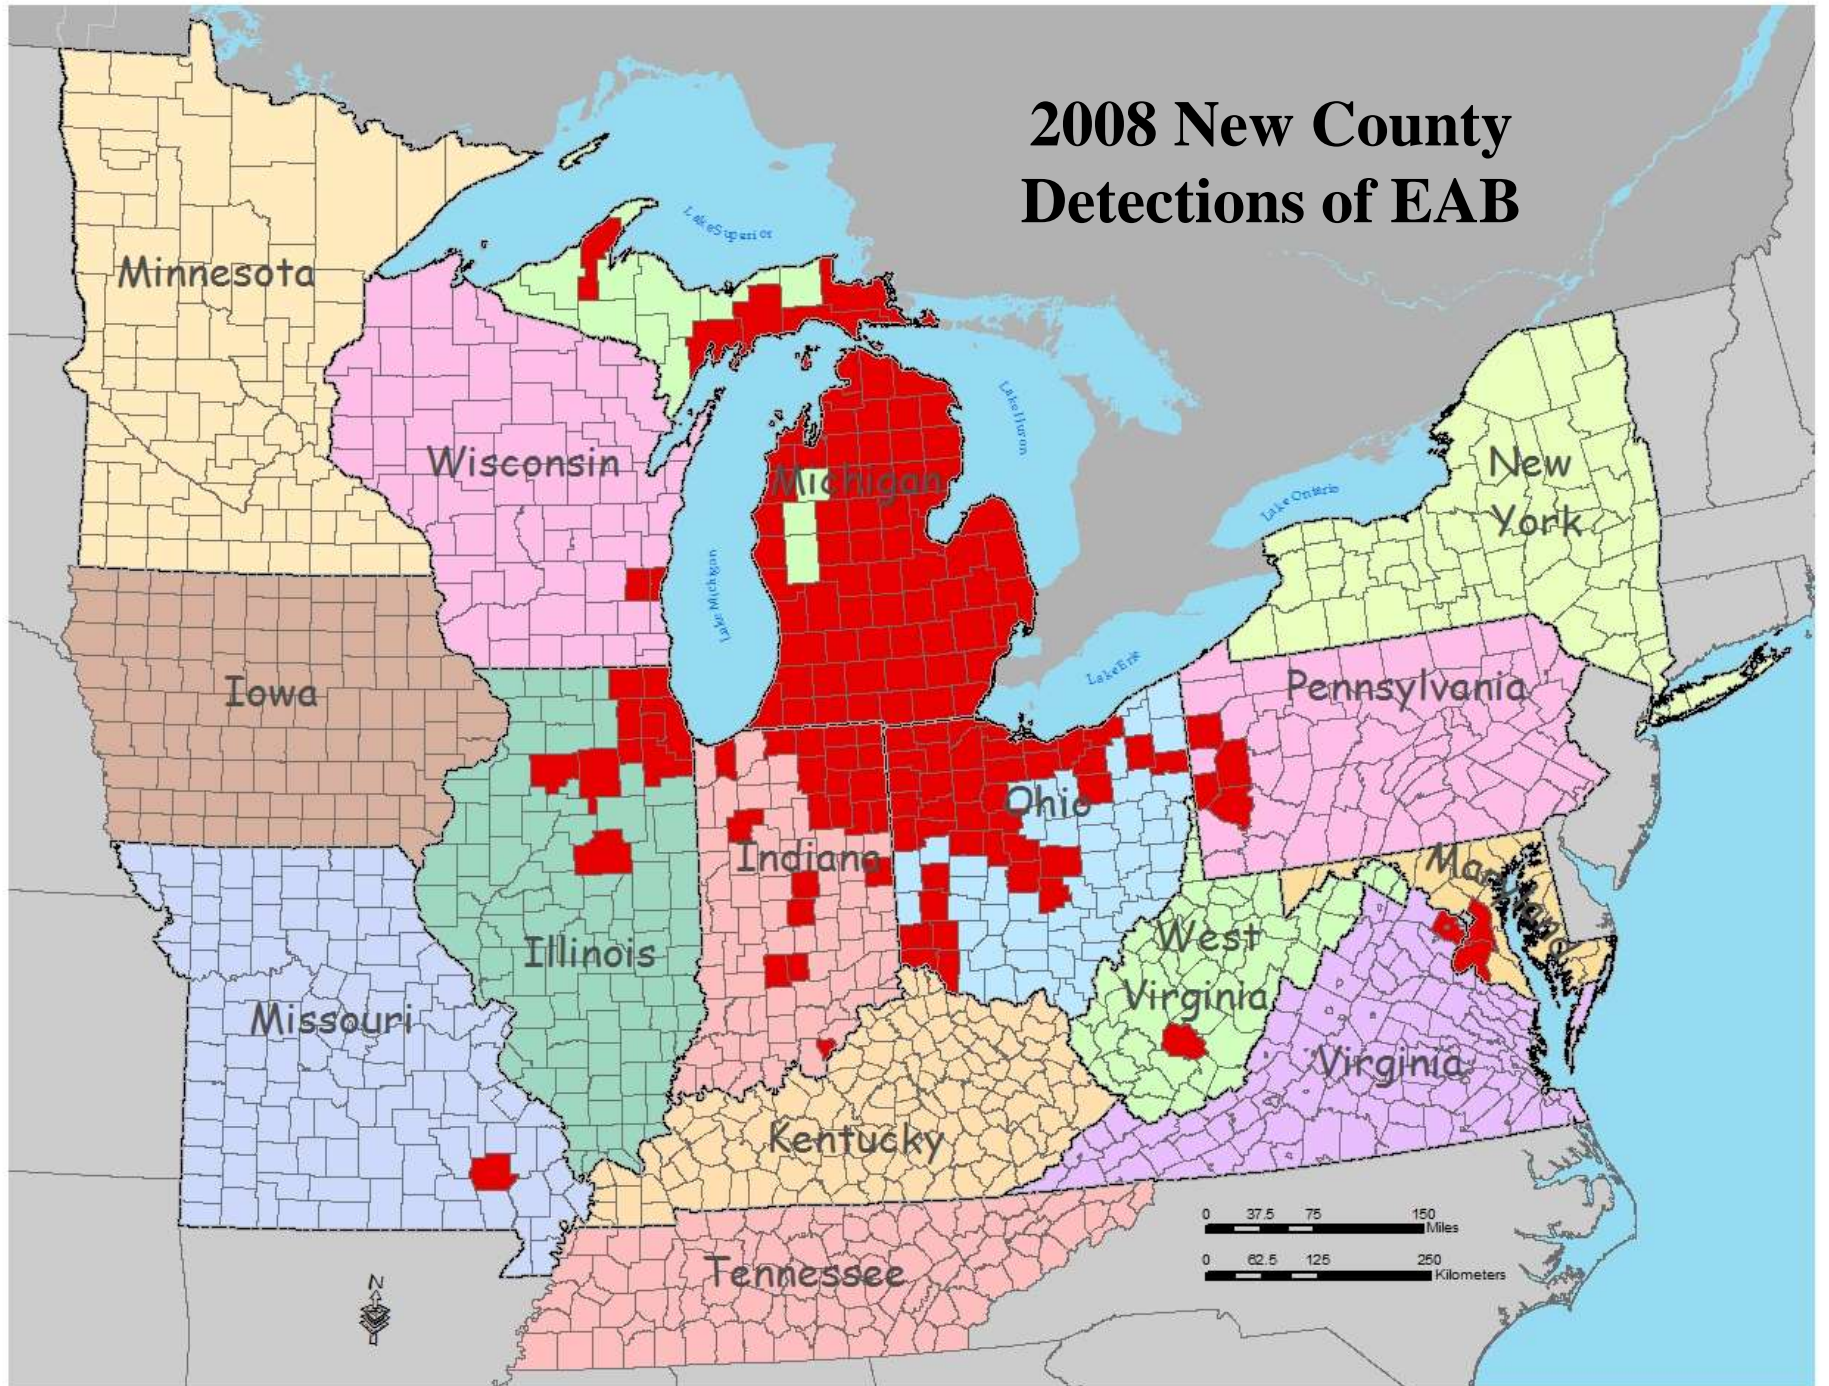 2008 New County
Detections of EAB
Lake Superior
Minnesota
Wisconsin
Michigan
Lake Huron
New
York
Lake Ontario
Lake Michigan
Lake Erie
Iowa
Pennsylvania
Ohio
Indiana
Maryland
Illinois
West
Virginia
Missouri
Virginia
Kentucky
Tennessee
0 37.5 75 150
Miles
0 62.5 125 250
Kilometers
N